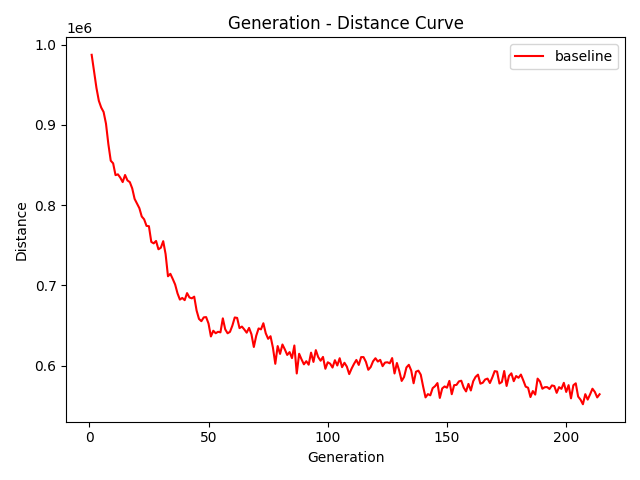 Generation - Distance Curve
1e6
baseline
1.0
0.9
0.8
0.7
0.6
Distance
0
50
100
150
200
Generation